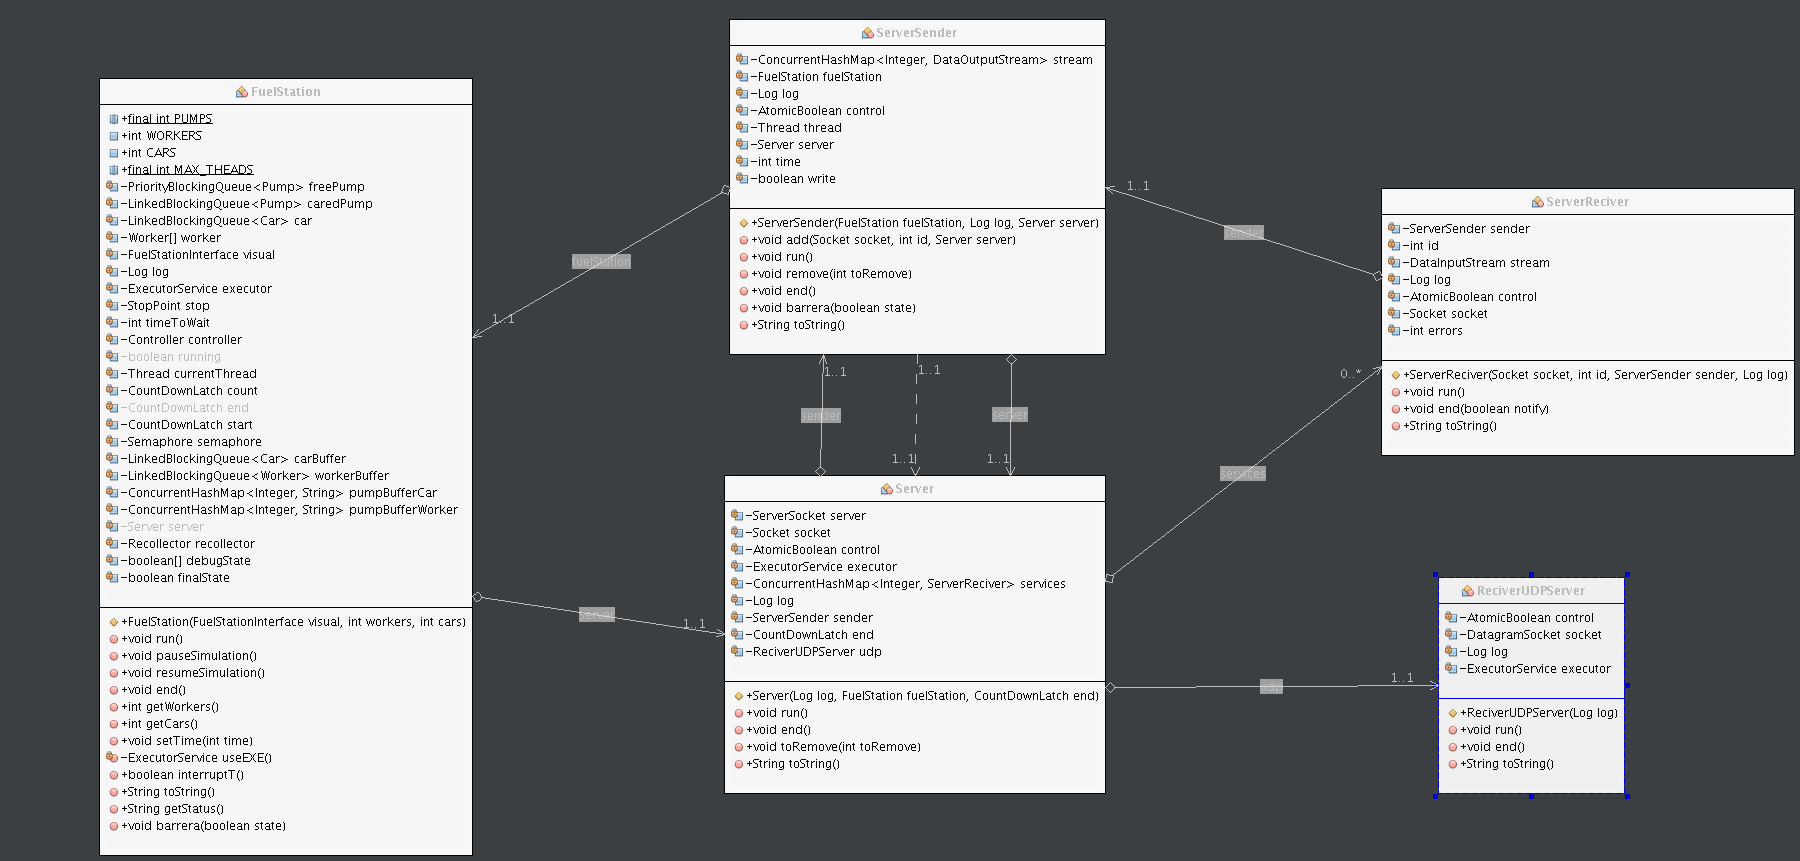 FuelStation
+final int PUMPS
+int WORKERS
+int CARS
+final int MAX_THEADS
-PriorityBlockingQueue<Pump> freePump
-LinkedBlockingQueue<Pump> caredPump
-LinkedBlockingQueue<Car> car
-Worker[] worker
-FuelStationInterface visual
-Log log
-ExecutorService executor
-StopPoint stop
-int timeToWait
-Controller controller
-boolean running
-Thread currentThread
-CountDownLatch count
-CountDownLatch end
-CountDownLatch start
-Semaphore semaphore
-LinkedBlockingQueue<Car> carBuffer
-LinkedBlockingQueue<Worker> workerBuffer
-ConcurrentHashMap<Integer, String> pumpBufferCar
-ConcurrentHashMap<Integer, String> pumpBufferWorker
-Server server
-Recollector recollector
-boolean[] debugState
-boolean finalState
+FuelStation(FuelStationInterface visual, int workers, int cars)
+void run()
+void pauseSimulation()
+void resumeSimulation()
+void end()
+int getWorkers()
+int getCars()
+void setTime(int time)
-ExecutorService useEXE()
+boolean interruptT()
+String toString()
+String getStatus()
+void barrera(boolean state)
fuelStation
1..1
server
1..1
ServerSender
-ConcurrentHashMap<Integer, DataOutputStream> stream
-FuelStation fuelStation
-Log log
-AtomicBoolean control
-Thread thread
-Server server
-int time
-boolean write
+ServerSender(FuelStation fuelStation, Log log, Server server)
+void add(Socket socket, int id, Server server)
+void run()
+void remove(int toRemove)
+void end()
+void barrera(boolean state)
+String toString()
1..1
1..1
sender
server
1..1
1..1
Server
-ServerSocket server
-Socket socket
-AtomicBoolean control
-ExecutorService executor
-ConcurrentHashMap<Integer, ServerReciver> services
-Log log
-ServerSender sender
-CountDownLatch end
-ReciverUDPServer udp
+Server(Log log, FuelStation fuelStation, CountDownLatch end)
+void run()
+void end()
+void toRemove(int toRemove)
+String toString()
1..1
sender
0..*
services
udp
1..1
ServerReciver
-ServerSender sender
-int id
-DataInputStream stream
-Log log
-AtomicBoolean control
-Socket socket
-int errors
+ServerReciver(Socket socket, int id, ServerSender sender, Log log)
+void run()
+void end(boolean notify)
+String toString()
ReciverUDPServer
-AtomicBoolean control
-DatagramSocket socket
-Log log
-ExecutorService executor
+ReciverUDPServer(Log log)
+void run()
+void end()
+String toString()